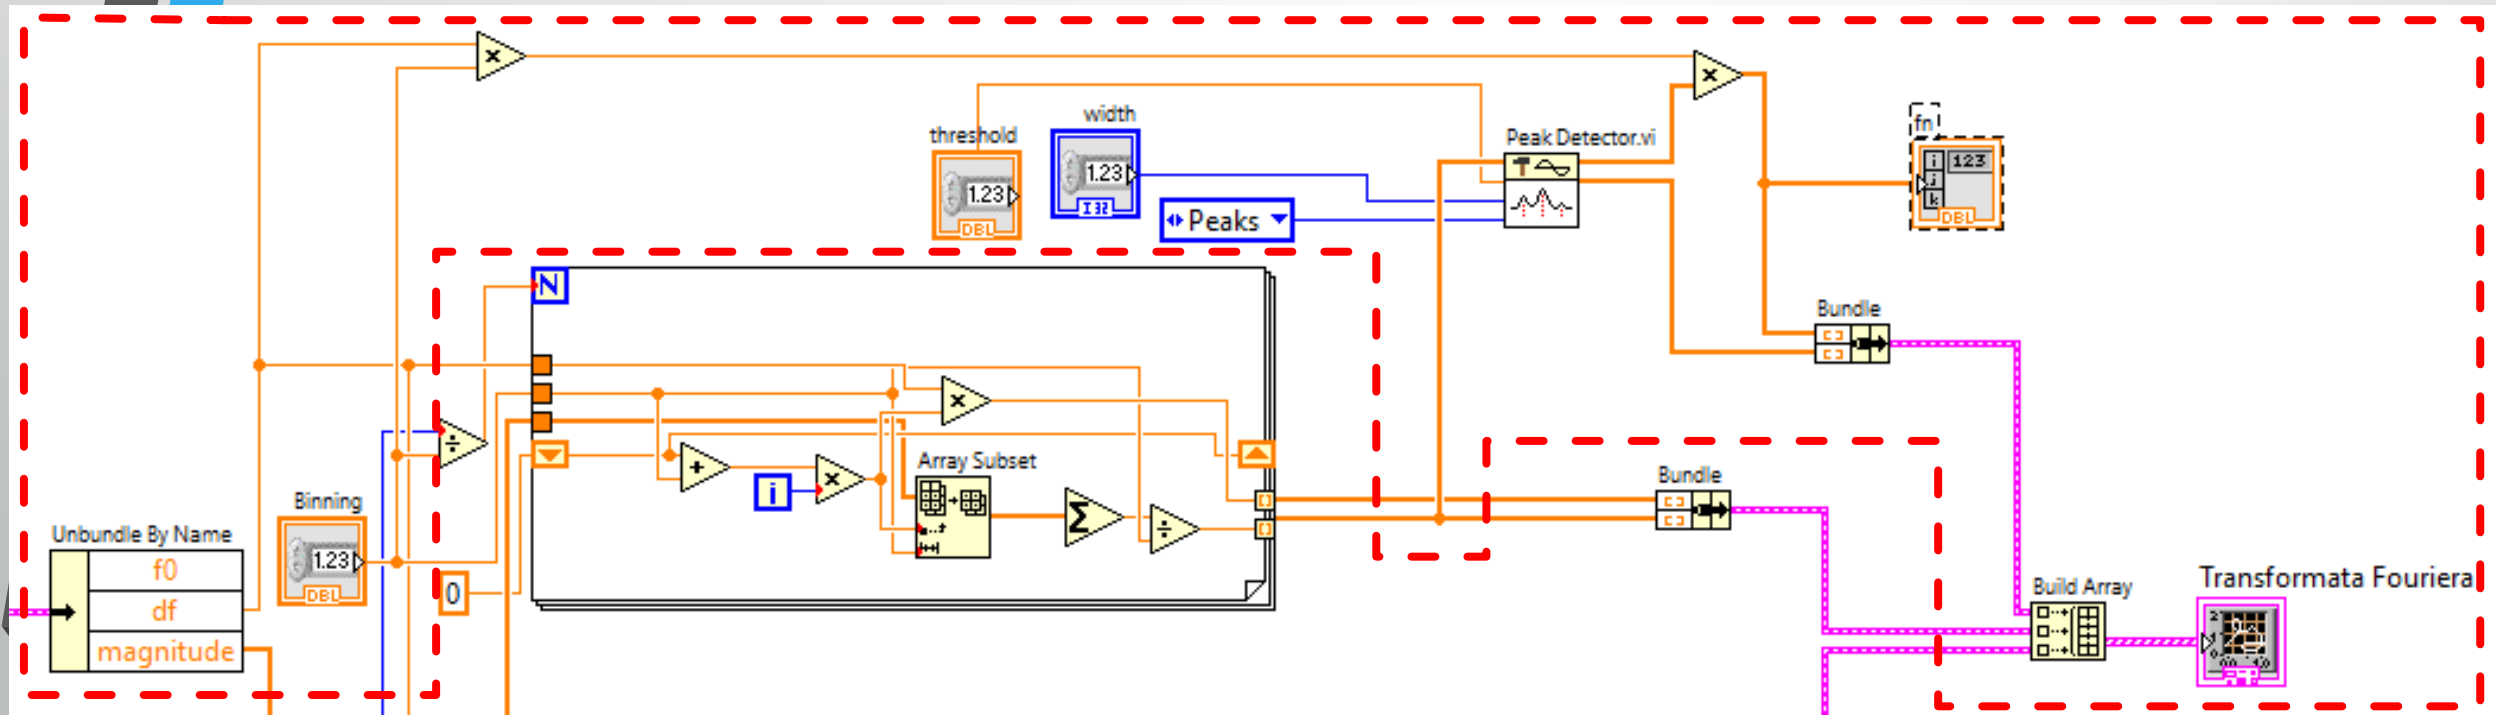 width
threshold
Peak Detector.vi
fn
1.23
123
1.23
I32
DBL
Peaks
DBL
N
Bundle
Array Subset
Bundle
i
Binning
Unbundle By Name
f0
1.23
DBL
df
0
magnitude
Build Array
Transformata Fouriera